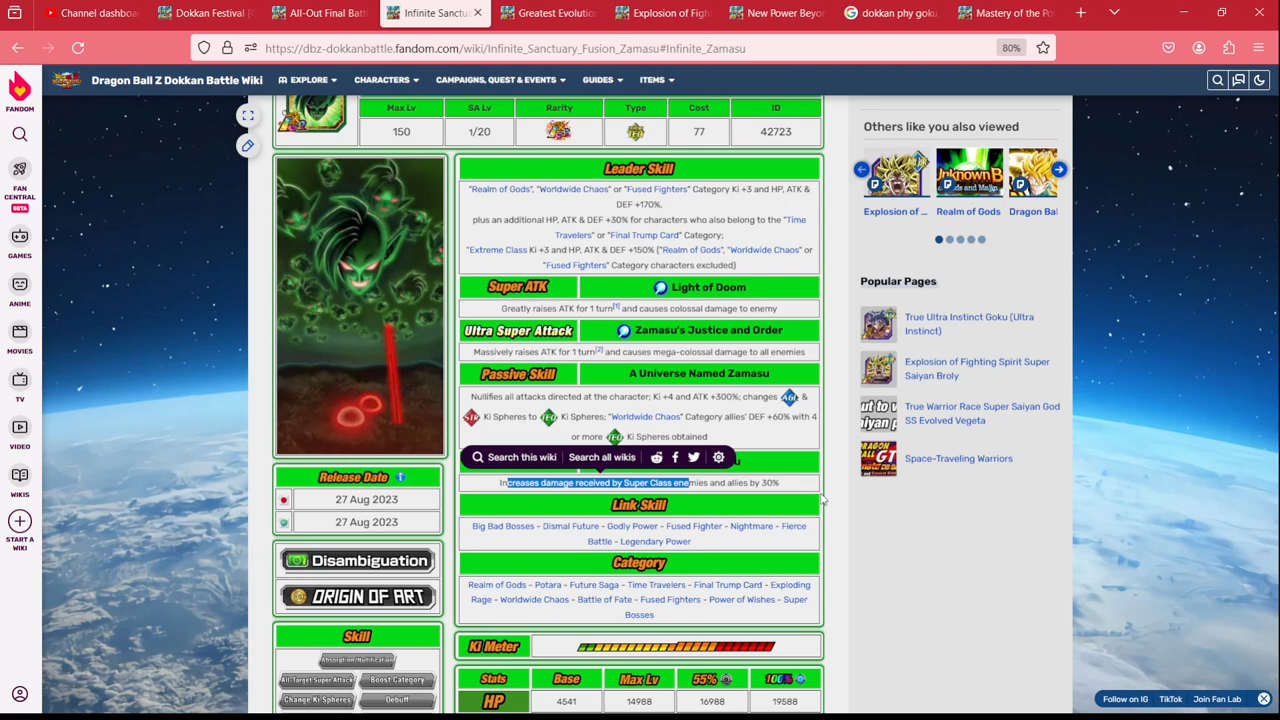 Channel dashboard
Dokkan Festival [
All-Out Final Batt
Infinite Sanctu
Greatest Evolutio
Explosion of Figh
New Power Beyo
dokkan phy goku
Mastery of the Po
https://dbz-dokkanbattle.fandom.com/wiki/Infinite_Sanctuary_Fusion_Zamasu#Infinite_Zamasu
80%
Dragon Ball Z Dokkan Battle Wiki
EXPLORE
CHARACTERS
CAMPAIGNS, QUEST & EVENTS
GUIDES
ITEMS
FANDOM
FAN CENTRAL
BETA
GAMES
ANIME
MOVIES
TV
VIDEO
WIKIS
START A WIKI
Max Lv
SA Lv
Rarity
Type
Cost
ID
150
1/20
TEQ
77
42723
Leader Skill
"Realm of Gods", "Worldwide Chaos" or "Fused Fighters" Category Ki +3 and HP, ATK &
DEF +170%,
plus an additional HP, ATK & DEF +30% for characters who also belong to the "Time
Travelers" or "Final Trump Card" Category;
"Extreme Class Ki +3 and HP, ATK & DEF +150% ("Realm of Gods", "Worldwide Chaos" or
"Fused Fighters" Category characters excluded)
Super ATK
Light of Doom
Greatly raises ATK for 1 turn[1] and causes colossal damage to enemy
Ultra Super Attack
Zamasu's Justice and Order
Massively raises ATK for 1 turn[2] and causes mega-colossal damage to all enemies
Passive Skill
A Universe Named Zamasu
Nullifies all attacks directed at the character; Ki +4 and ATK +300%; changes AGL &
STR Ki Spheres to TEQ Ki Spheres; "Worldwide Chaos" Category allies' DEF +60% with 4
or more TEQ Ki Spheres obtained
Search this wiki
Search all wikis
u
Increases damage received by Super Class enemies and allies by 30%
Link Skill
Big Bad Bosses - Dismal Future - Godly Power - Fused Fighter - Nightmare - Fierce
Battle - Legendary Power
Category
Realm of Gods - Potara - Future Saga - Time Travelers - Final Trump Card - Exploding
Rage - Worldwide Chaos - Battle of Fate - Fused Fighters - Power of Wishes - Super
Bosses
Ki Meter
Stats
Base
Max Lv
55%
100%
HP
4541
14988
16988
19588
Release Date
27 Aug 2023
27 Aug 2023
Disambiguation
ORIGIN OF ART
Skill
Absorption/Nullification
All-Target Super Attack
Boost Category
Change Ki Spheres
Debuff
Others like you also viewed
Explosion of ...
Realm of Gods
Dragon Bal
Popular Pages
True Ultra Instinct Goku (Ultra
Instinct)
Explosion of Fighting Spirit Super
Saiyan Broly
True Warrior Race Super Saiyan God
SS Evolved Vegeta
Space-Traveling Warriors
Follow on IG
TikTok
Join Fan Lab